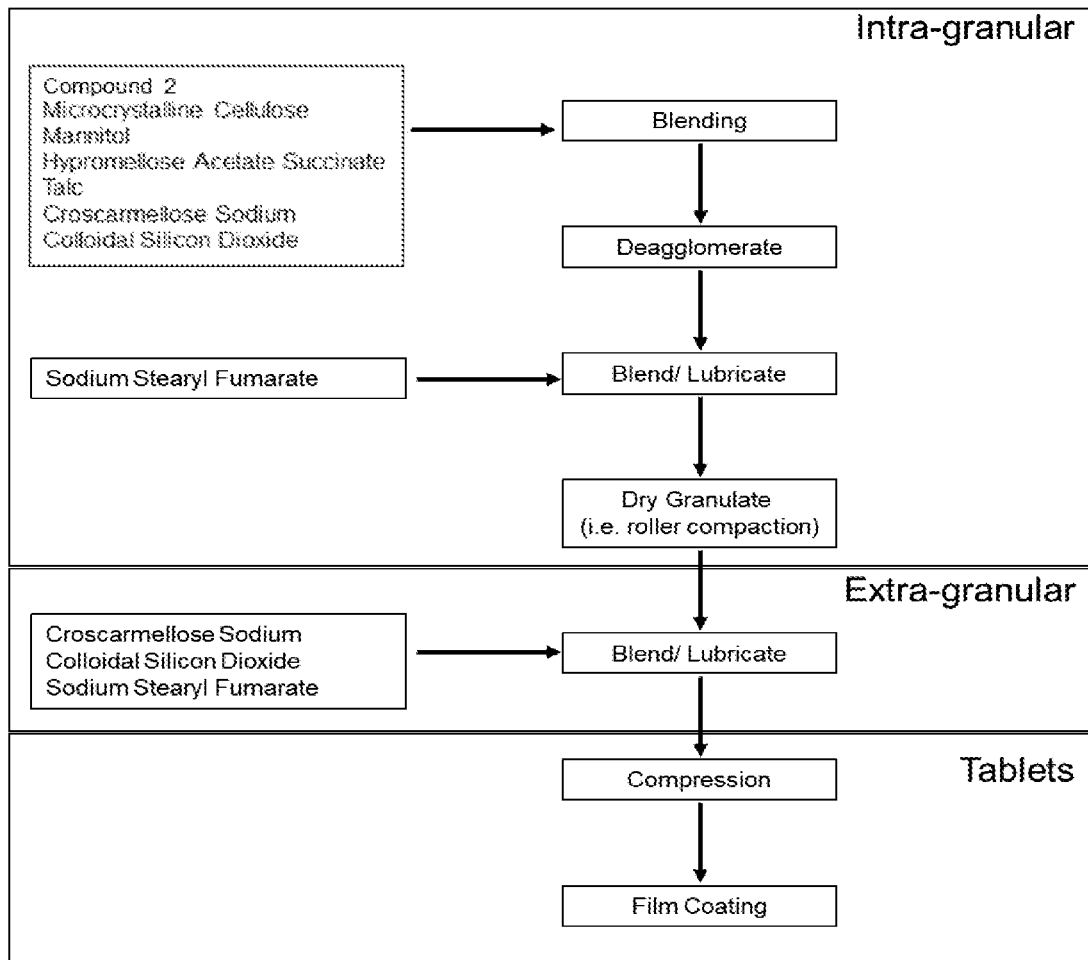 Intra-granular
Compound 2
Microcrystalline Cellulose
Mannitol
Hypromellose Acetate Succinate
Talc
Croscarmellose Sodium
Colloidal Silicon Dioxide
Blending
Deagglomerate
Sodium Stearyl Fumarate
Blend/ Lubricate
Dry Granulate
(i.e. roller compaction)
Extra-granular
Croscarmellose Sodium
Colloidal Silicon Dioxide
Sodium Stearyl Fumarate
Blend/ Lubricate
Tablets
Compression
Film Coating